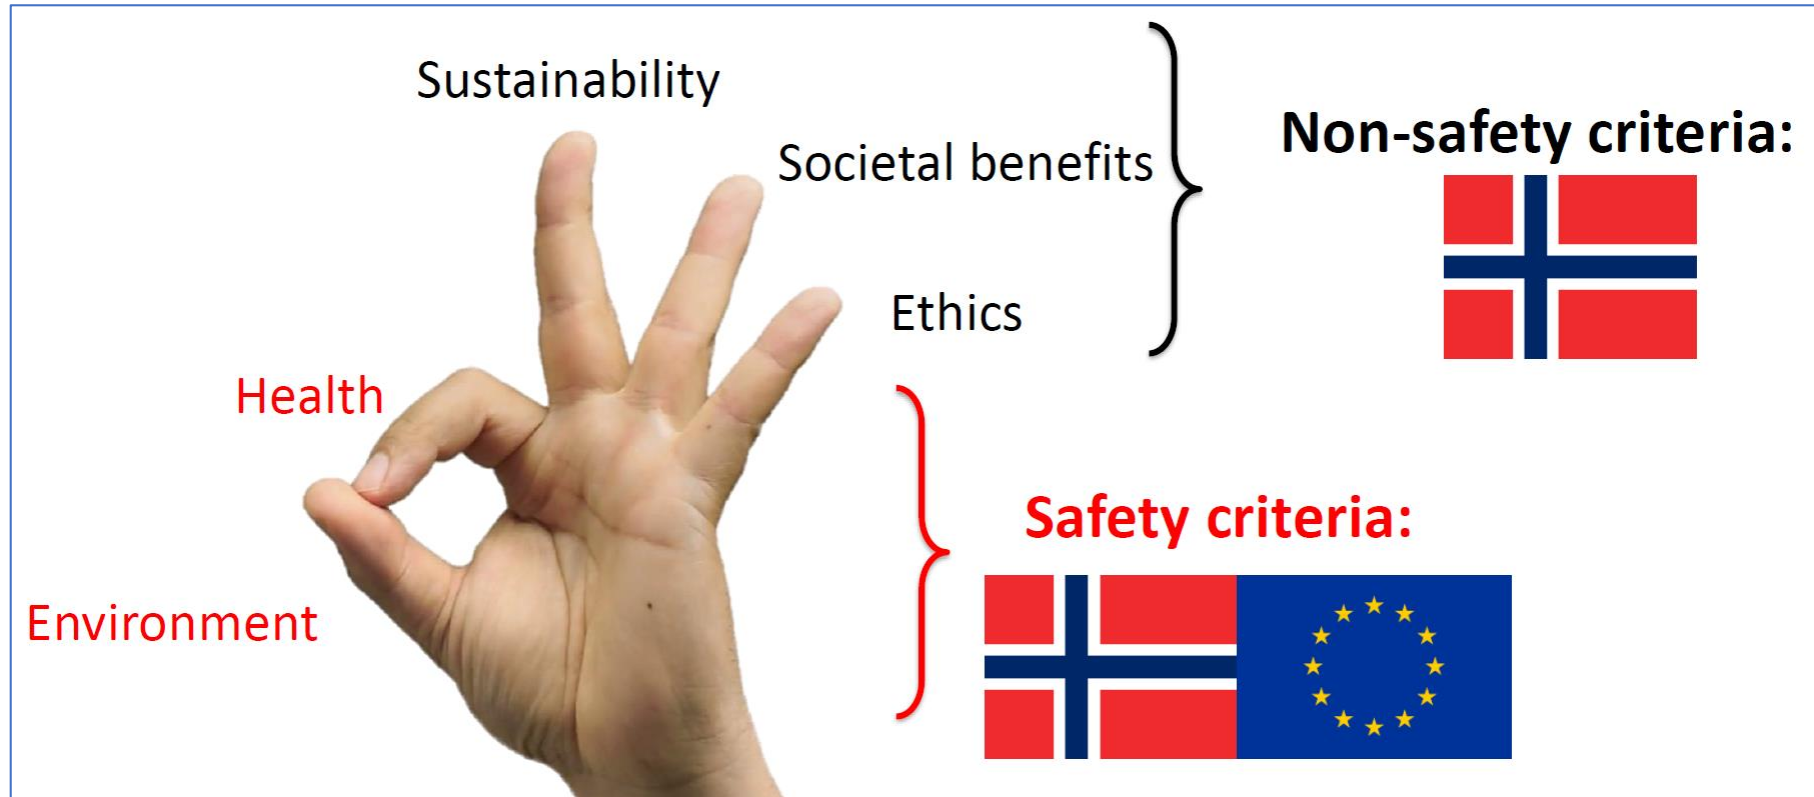 Sustainability
Societal benefits
Non-safety criteria:
Ethics
Health
Safety criteria:
Environment